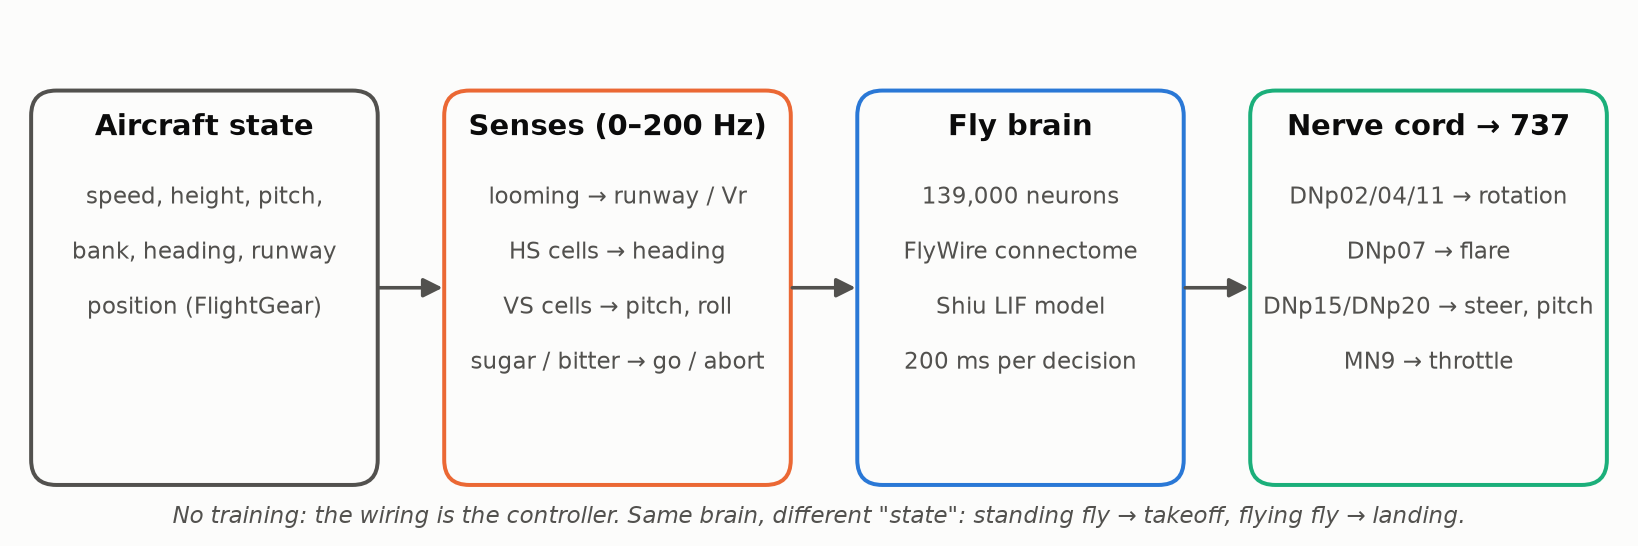 Aircraft state
speed, height, pitch,
bank, heading, runway
position (FlightGear)
Senses (0–200 Hz)
looming → runway / Vr
HS cells → heading
VS cells → pitch, roll
sugar / bitter → go / abort
Fly brain
139,000 neurons
FlyWire connectome
Shiu LIF model
200 ms per decision
Nerve cord → 737
DNp02/04/11 → rotation
DNp07 → flare
DNp15/DNp20 → steer, pitch
MN9 → throttle
No training: the wiring is the controller. Same brain, different "state": standing fly → takeoff, flying fly → landing.